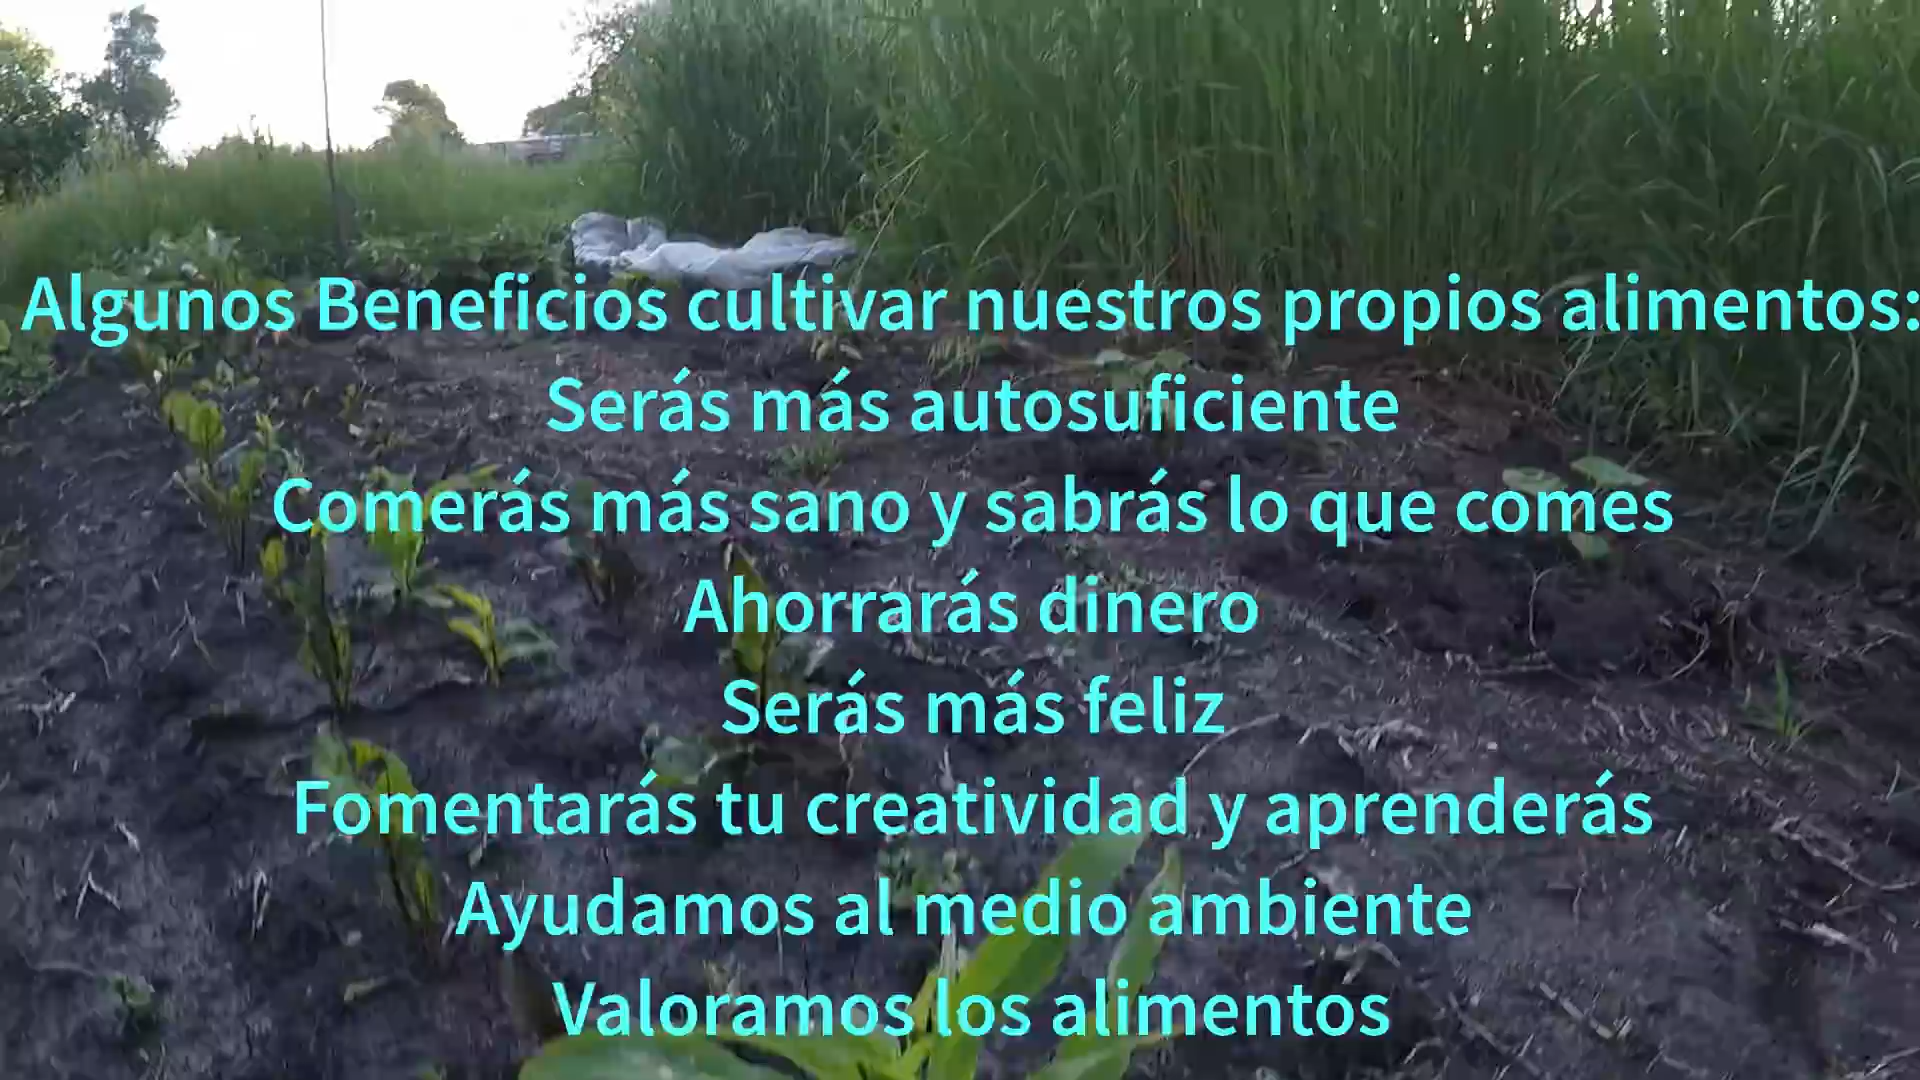 Algunos Beneficios cultivar nuestros propios alimentos:
Serás más autosuficiente
Comerás más sano y sabrás lo que comes
Ahorrarás dinero
Serás más feliz
Fomentarás tu creatividad y aprenderás
Ayudamos al medio ambiente
Valoramos los alimentos